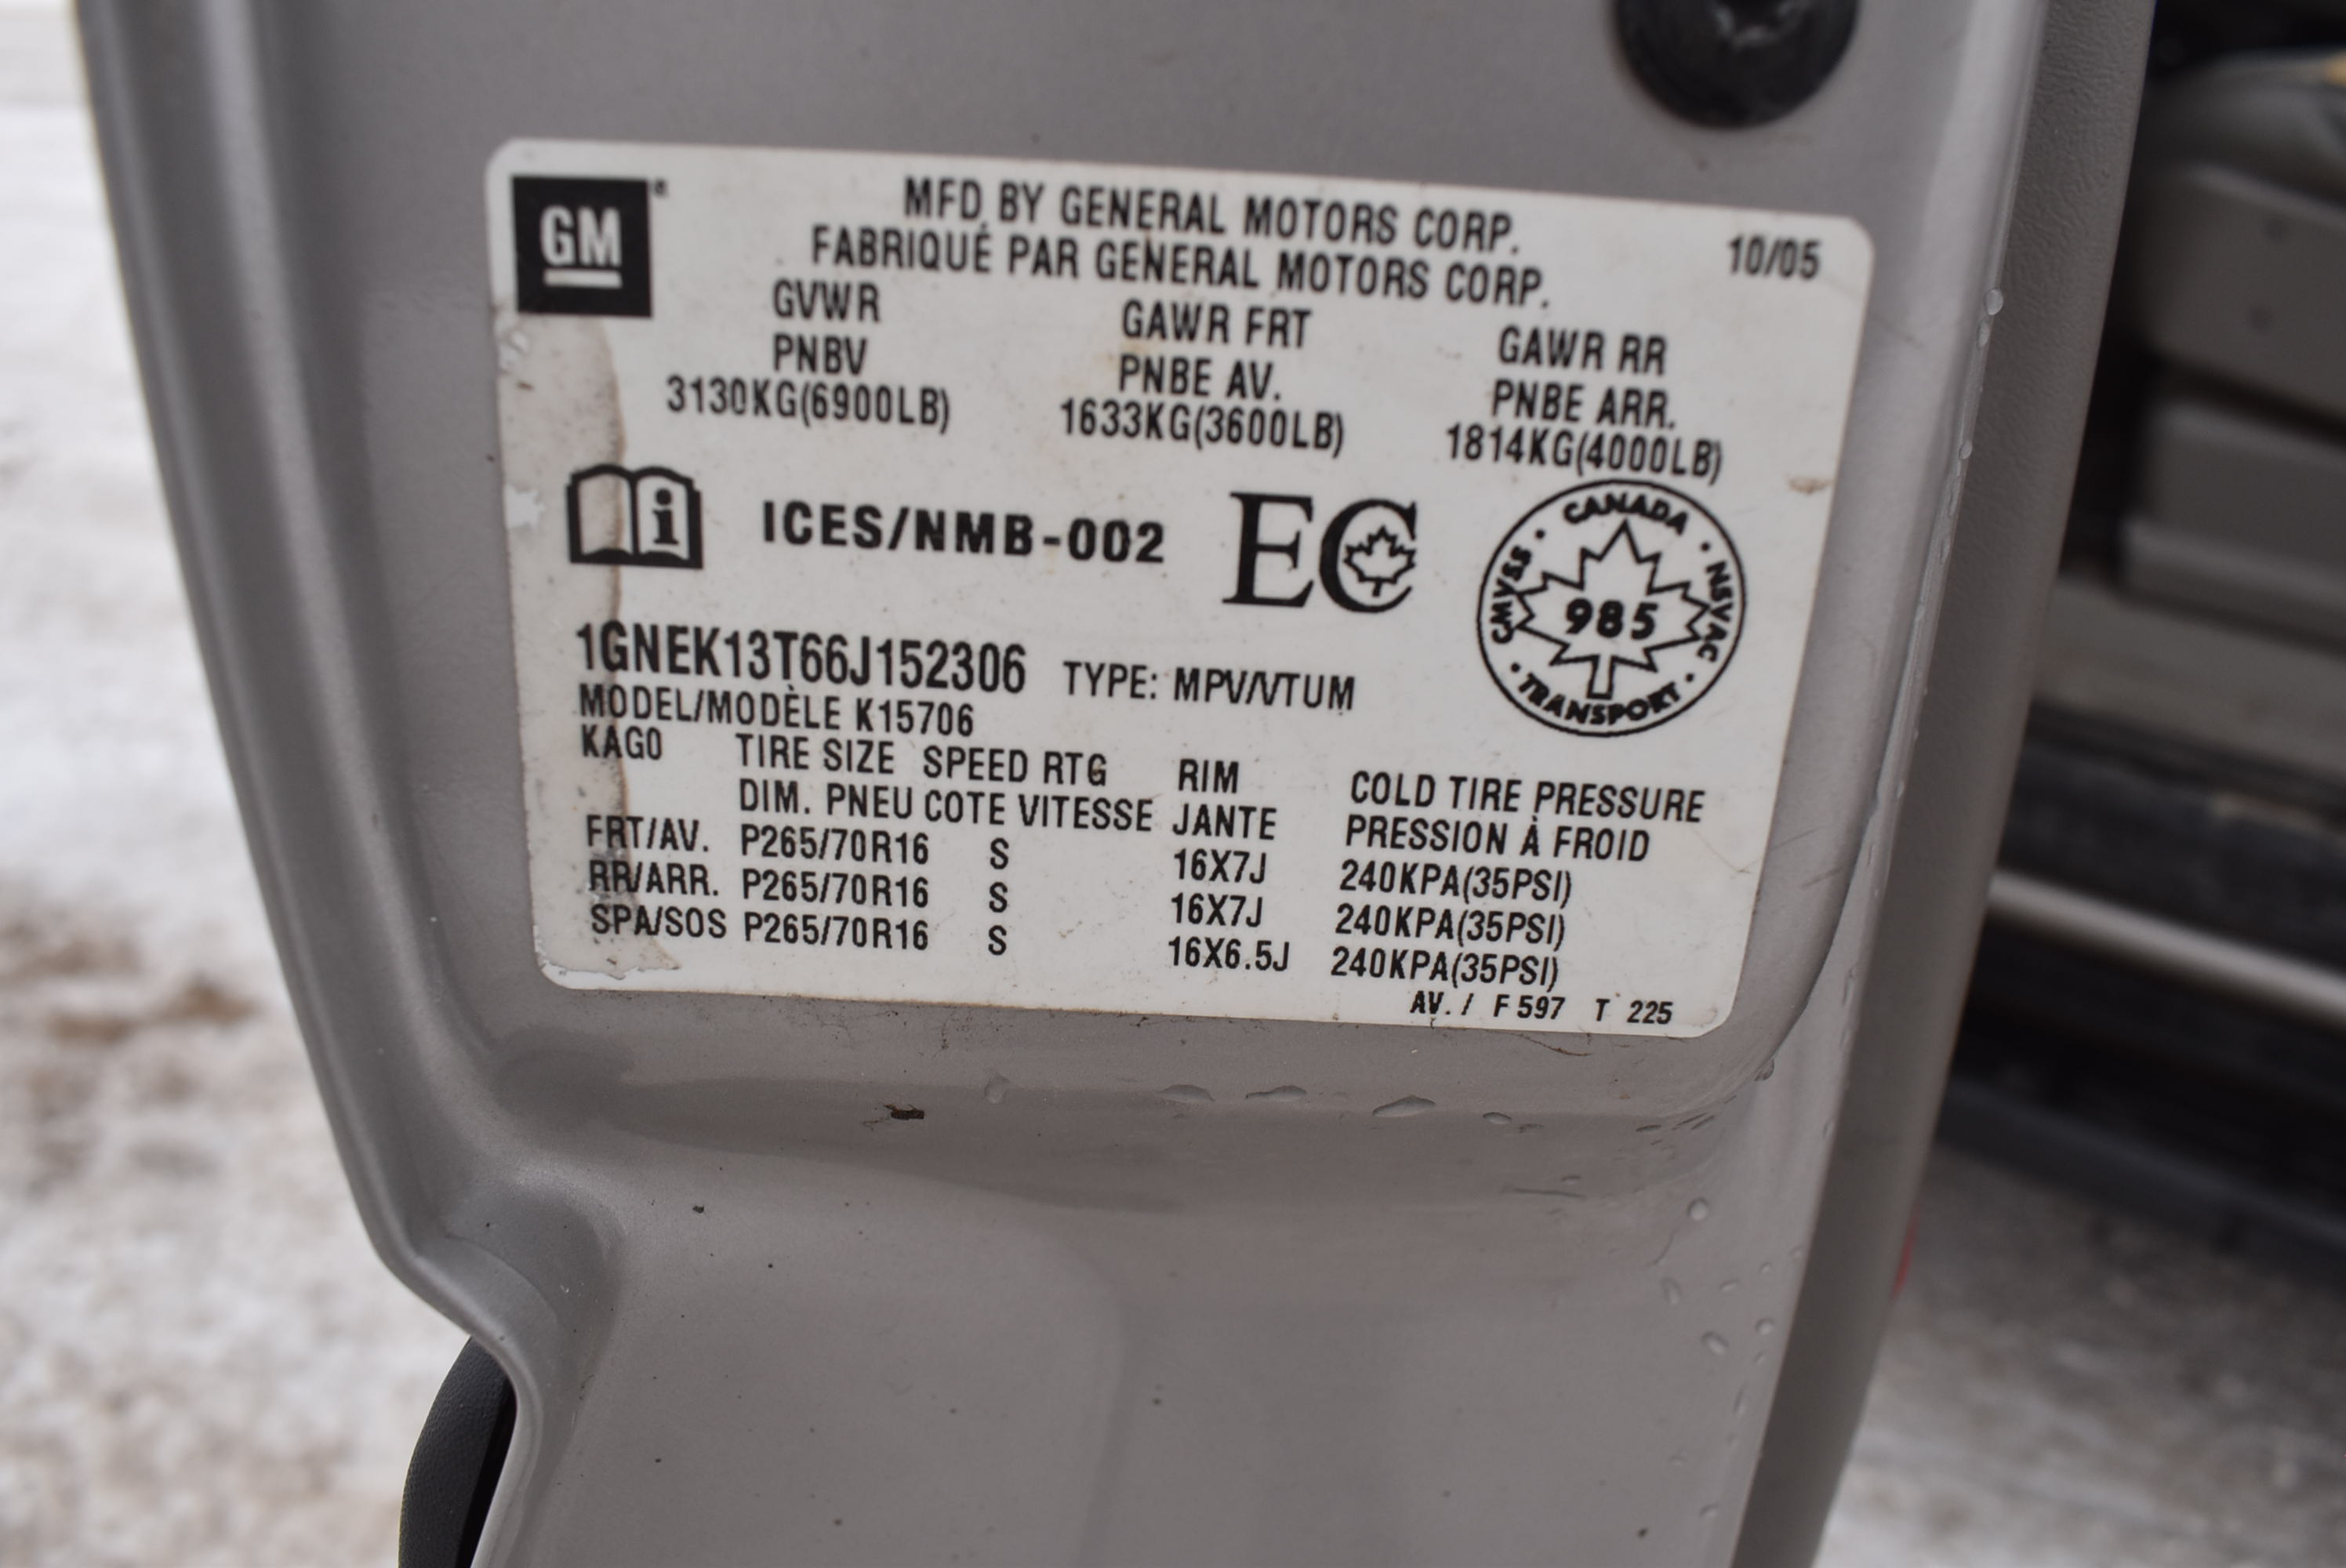 GM
MFD BY GENERAL MOTORS CORP.
FABRIQUÉ PAR GENERAL MOTORS CORP.
10/05
GVWR GAWR FRT GAWR RR
PNBV PNBE AV. PNBE ARR.
3130KG(6900LB) 1633KG(3600LB) 1814KG(4000LB)
i ICES/NMB-002 EC
CANADA
CMVSS · 985 · NSVAC
TRANSPORT
1GNEK13T66J152306 TYPE: MPV/VTUM
MODEL/MODÈLE K15706
KAG0 TIRE SIZE SPEED RTG RIM COLD TIRE PRESSURE
DIM. PNEU COTE VITESSE JANTE PRESSION À FROID
FRT/AV. P265/70R16 S 16X7J 240KPA(35PSI)
RR/ARR. P265/70R16 S 16X7J 240KPA(35PSI)
SPA/SOS P265/70R16 S 16X6.5J 240KPA(35PSI)
AV. / F 597 T 225